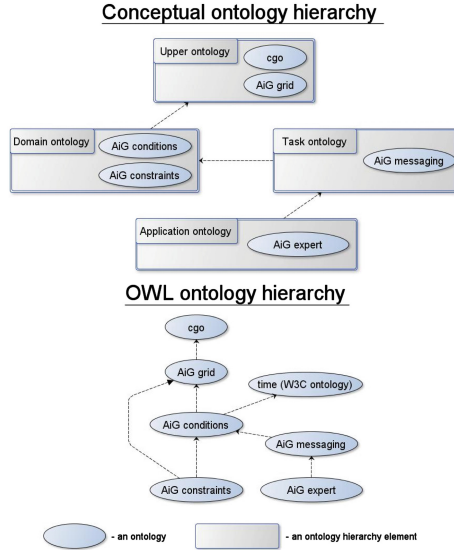 Conceptual ontology hierarchy
Upper ontology
cgo
AiG grid
Domain ontology
AiG conditions
AiG constraints
Task ontology
AiG messaging
Application ontology
AiG expert
OWL ontology hierarchy
cgo
AiG grid
time (W3C ontology)
AiG conditions
AiG messaging
AiG constraints
AiG expert
- an ontology
- an ontology hierarchy element